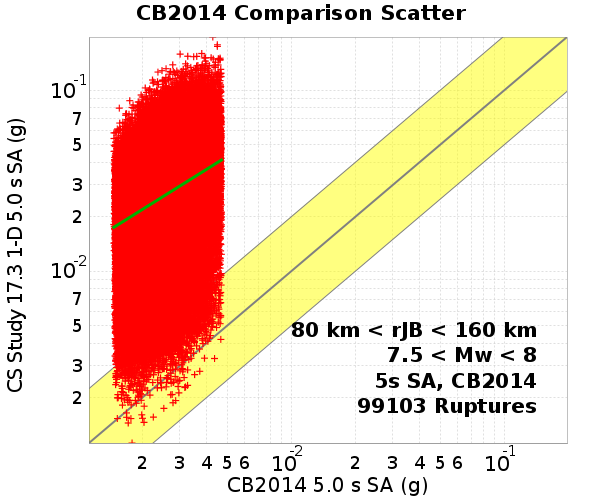 CB2014 Comparison Scatter
CS Study 17.3 1-D 5.0 s SA (g)
10-1
7
5
3
2
10-2
7
5
3
2
80 km < rJB < 160 km
7.5 < Mw < 8
5s SA, CB2014
99103 Ruptures
2 3 4 5 6 10-2 2 3 4 5 6 10-1
CB2014 5.0 s SA (g)